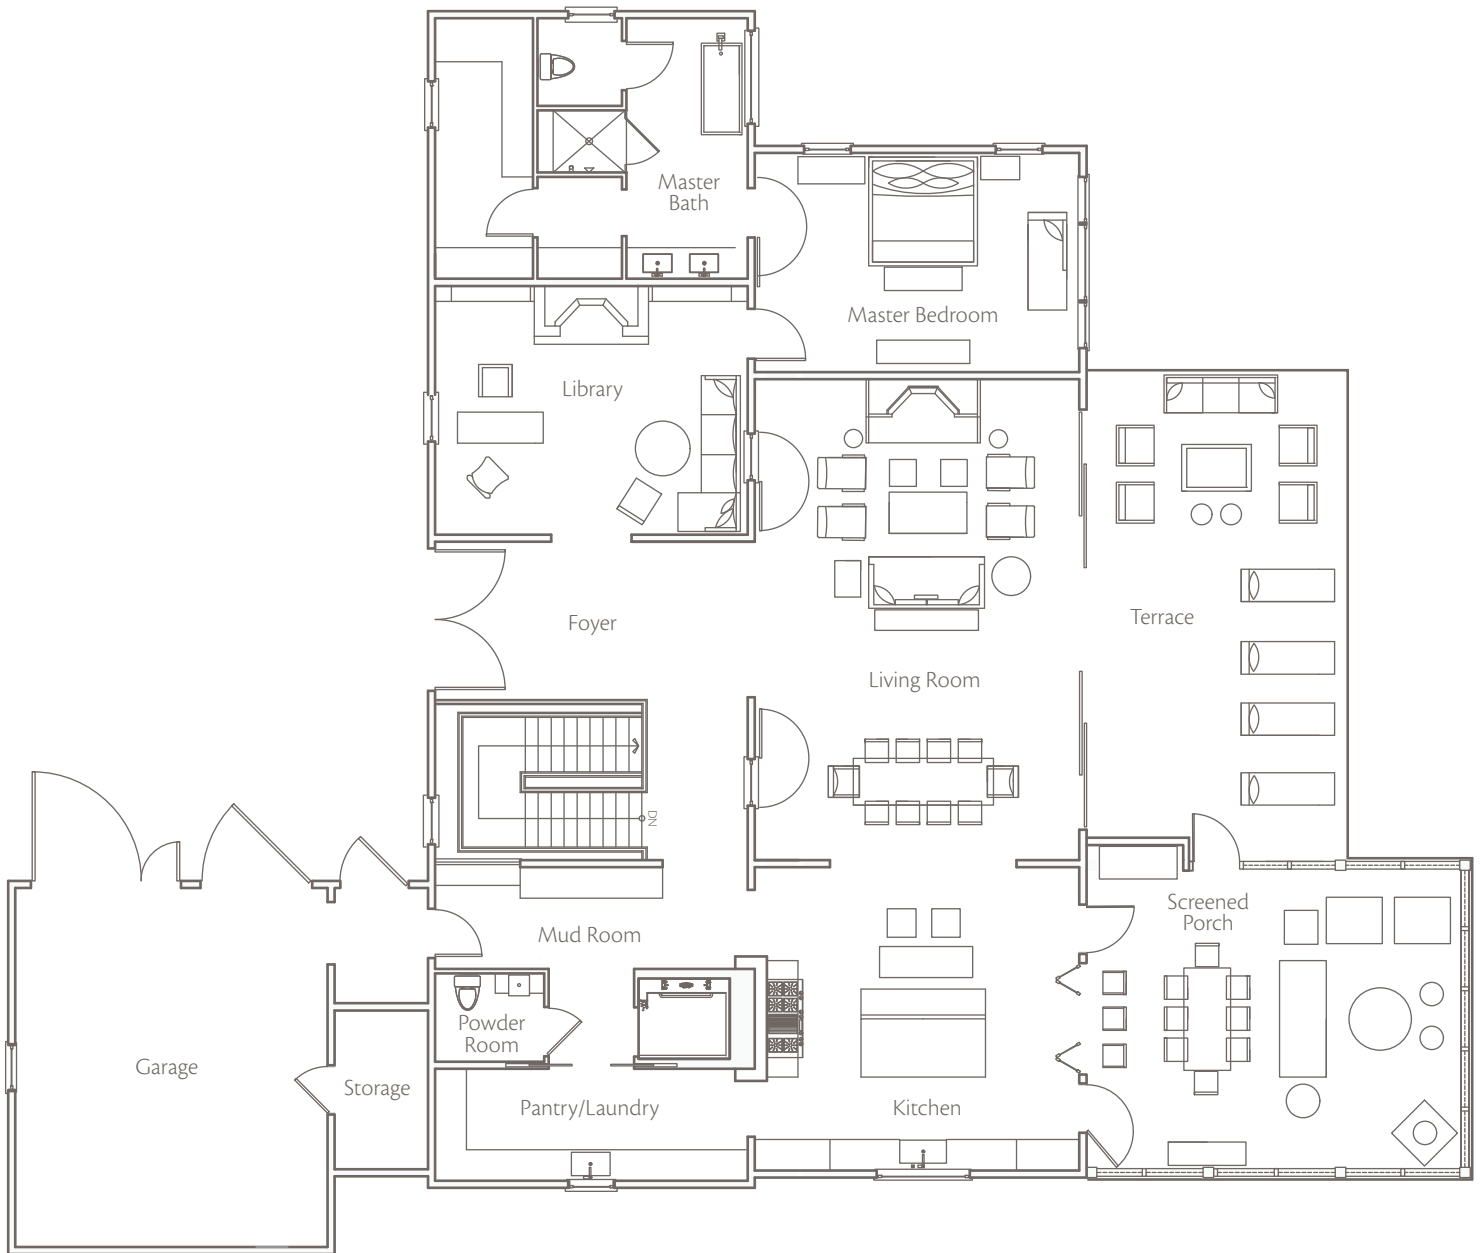 Master
Bath
Master Bedroom
Library
Foyer
Terrace
Living Room
DN
Screened
Porch
Mud Room
Powder
Room
Garage
Storage
Pantry/Laundry
Kitchen